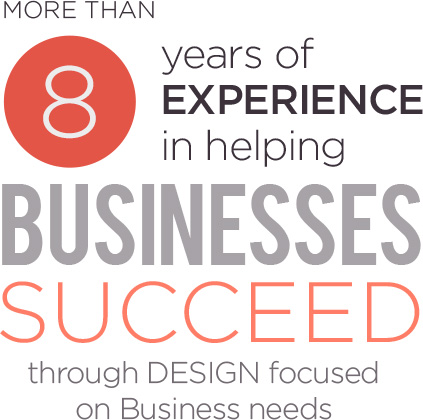 MORE THAN
8
years of
EXPERIENCE
in helping
BUSINESSES
SUCCEED
through DESIGN focused
on Business needs